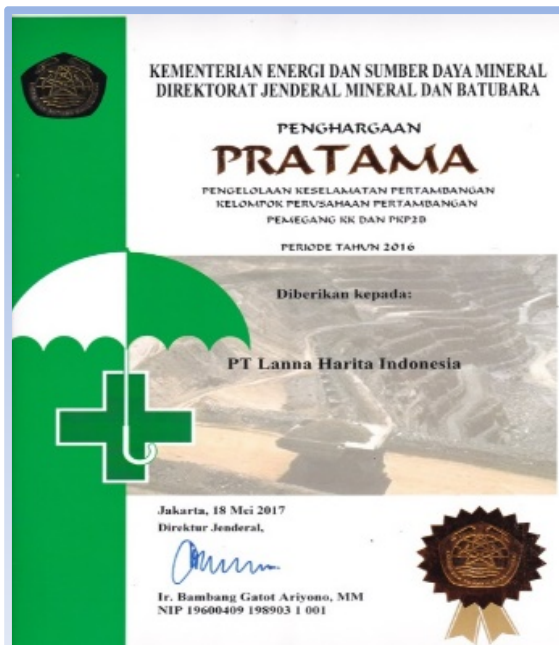 KEMENTERIAN ENERGI DAN SUMBER DAYA MINERAL
DIREKTORAT JENDERAL MINERAL DAN BATUBARA
PENGHARGAAN
PRATAMA
PENGELOLAAN KESELAMATAN PERTAMBANGAN
KELOMPOK PERUSAHAAN PERTAMBANGAN
PEMEGANG KK DAN PKP2B
PERIODE TAHUN 2016
Diberikan kepada:
PT Lanna Harita Indonesia
Jakarta, 18 Mei 2017
Direktur Jenderal,
Ir. Bambang Gatot Ariyono, MM
NIP 19600409 198903 1 001